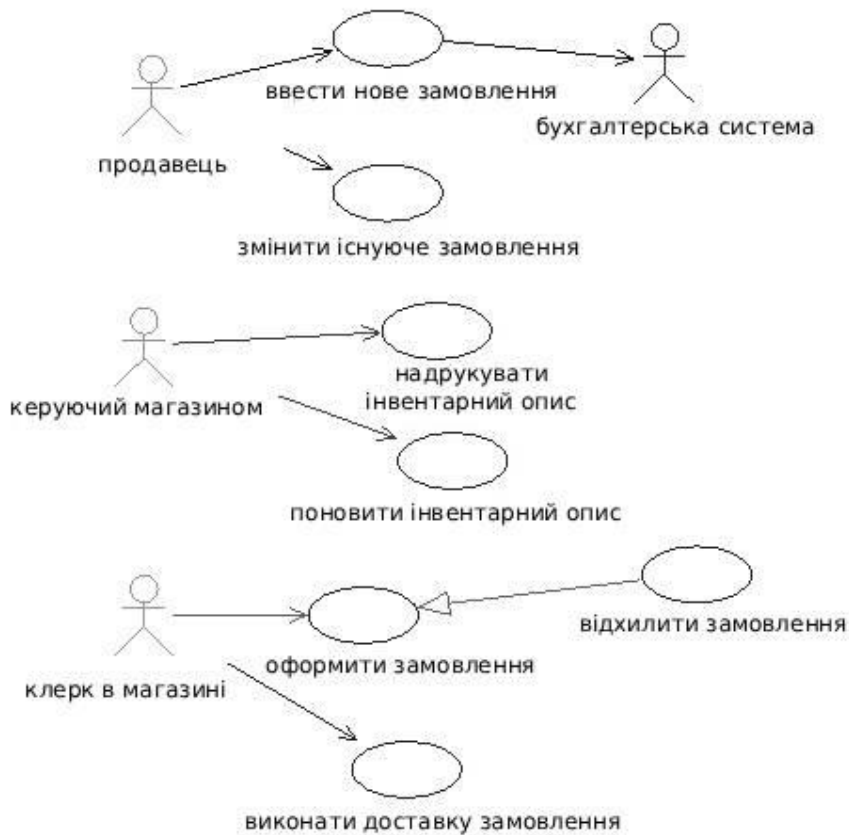 ввести нове замовлення
бухгалтерська система
продавець
змінити існуюче замовлення
надрукувати
інвентарний опис
керуючий магазином
поновити інвентарний опис
відхилити замовлення
оформити замовлення
клерк в магазині
виконати доставку замовлення